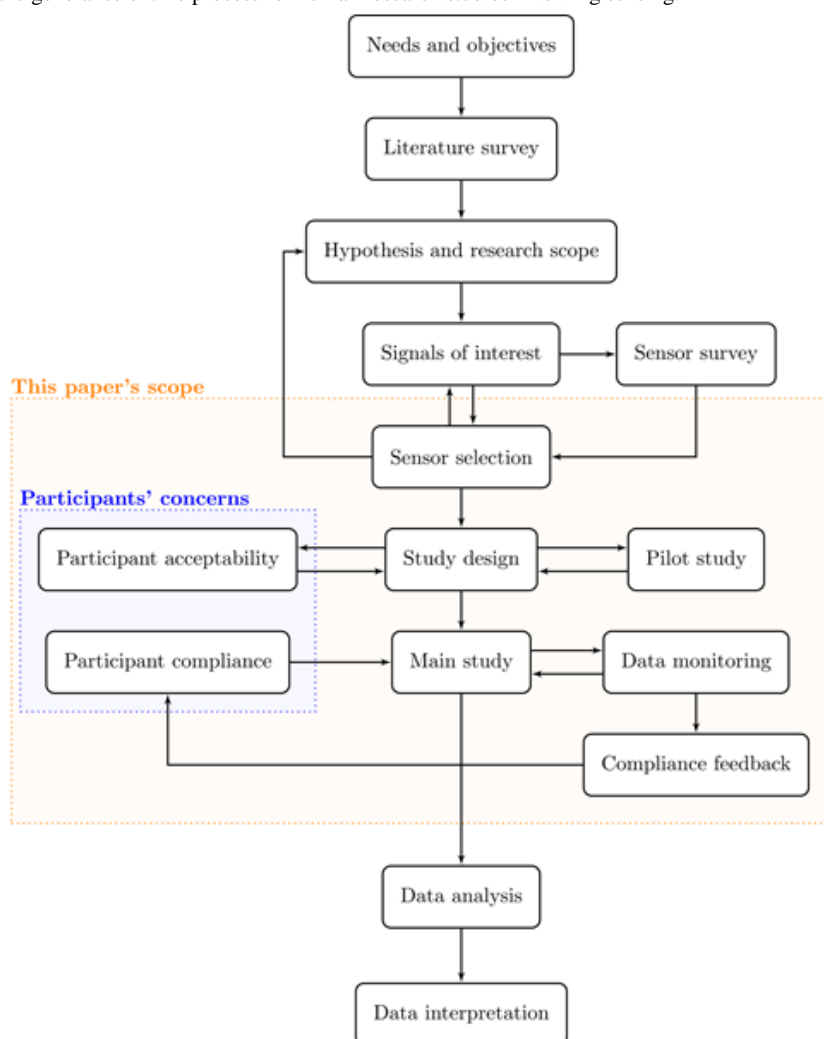 Needs and objectives
Literature survey
Hypothesis and research scope
Signals of interest
Sensor survey
This paper's scope
Sensor selection
Participants' concerns
Participant acceptability
Study design
Pilot study
Participant compliance
Main study
Data monitoring
Compliance feedback
Data analysis
Data interpretation